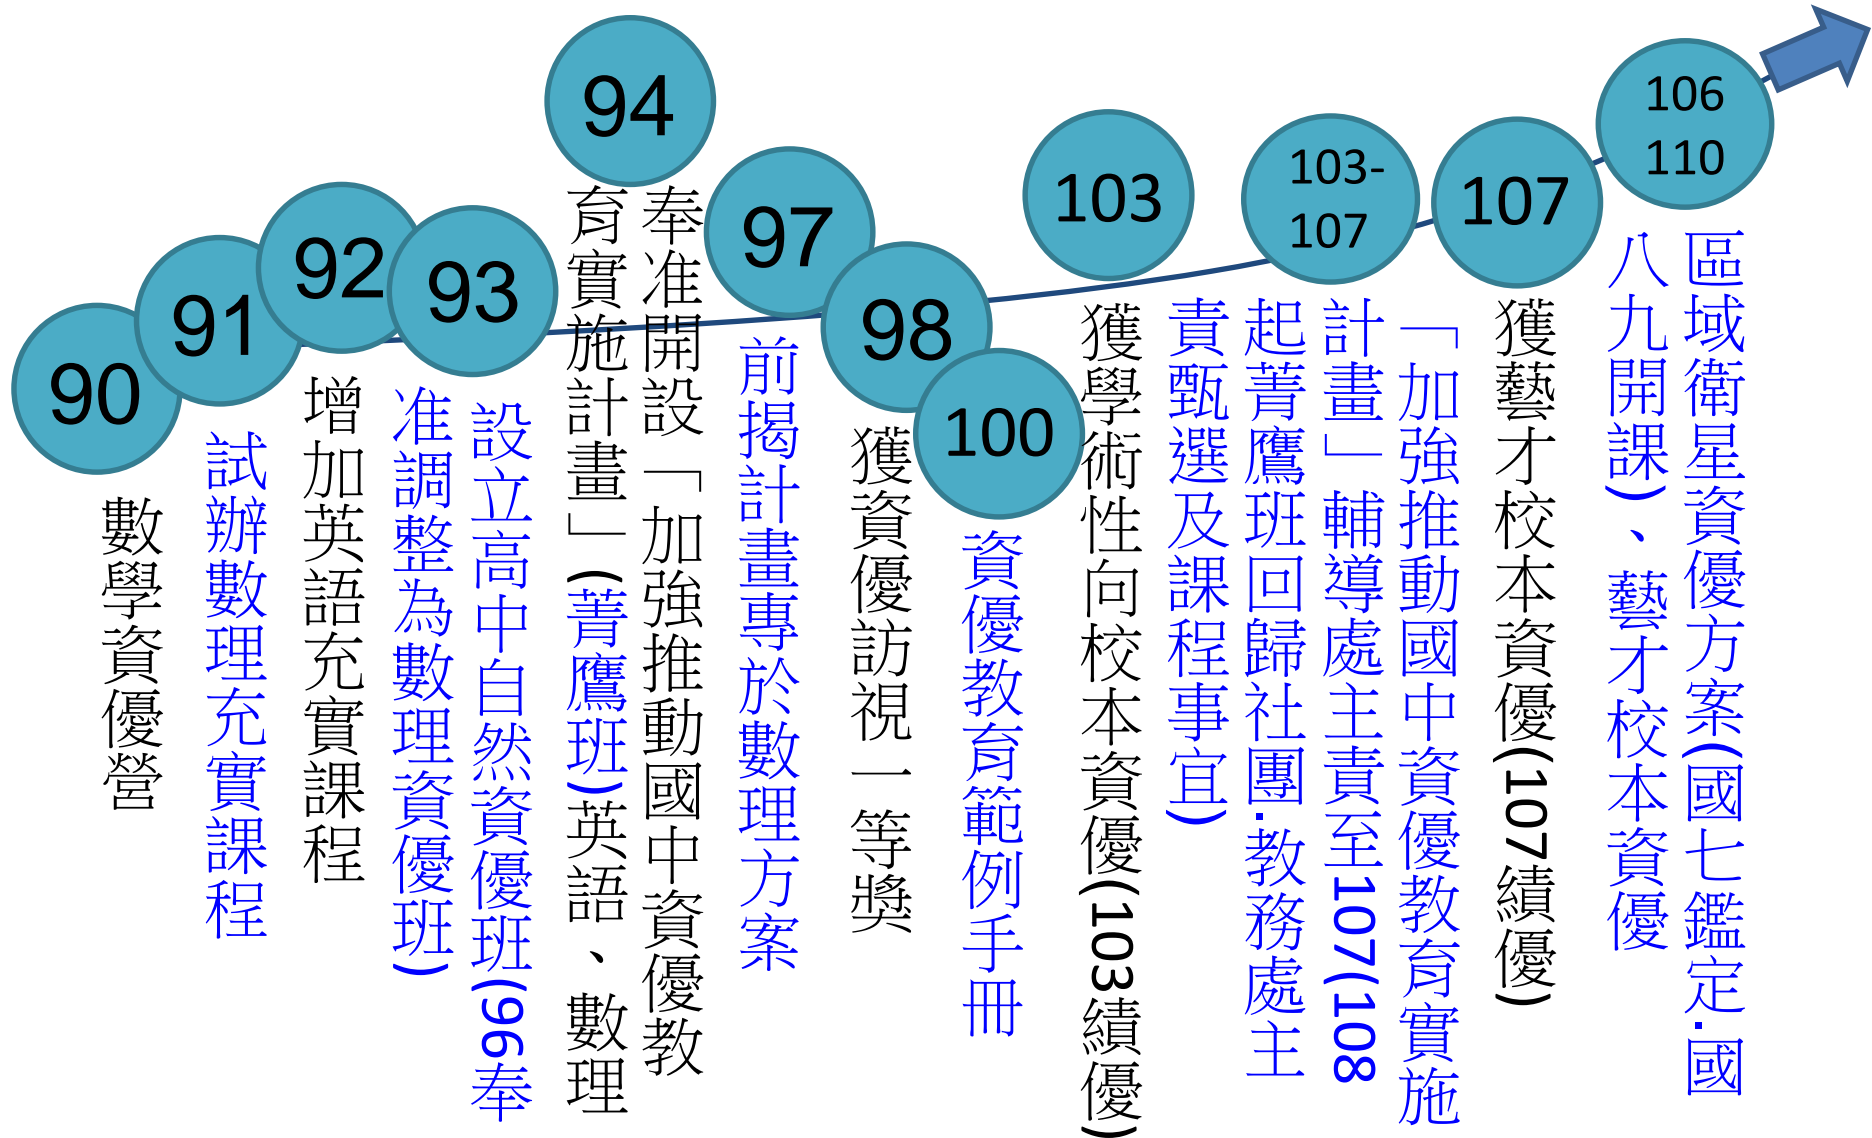 90
數學資優營
91
試辦數理充實課程
92
增加英語充實課程
93
設立高中自然資優班(96奉
准調整為數理資優班)
94
奉准開設「加強推動國中資優教
育實施計畫」(菁鷹班)英語、數理
97
前揭計畫專於數理方案
98
獲資優訪視一等獎
100
資優教育範例手冊
103
獲學術性向校本資優(103績優)
103-
107
「加強推動國中資優教育實施
計畫」輔導處主責至107(108
起菁鷹班回歸社團.教務處主
責甄選及課程事宜)
107
獲藝才校本資優(107績優)
106
110
區域衛星資優方案(國七鑑定.國
八九開課)、藝才校本資優